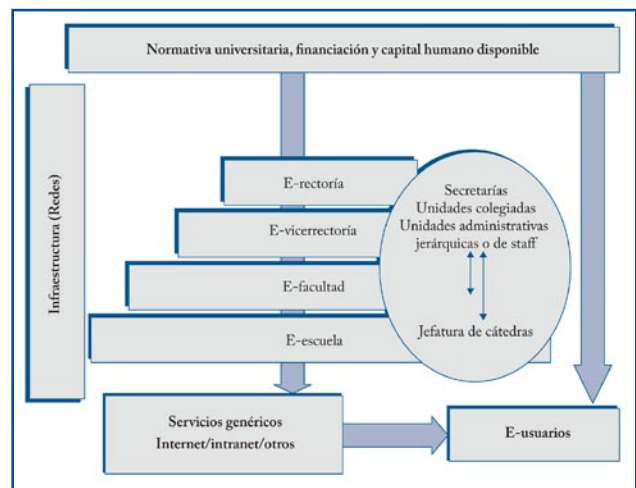 Normativa universitaria, financiación y capital humano disponible
Infraestructura (Redes)
E-rectoría
E-vicerrectoría
E-facultad
E-escuela
Secretarías
Unidades colegiadas
Unidades administrativas
jerárquicas o de staff
Jefatura de cátedras
Servicios genéricos
Internet/intranet/otros
E-usuarios